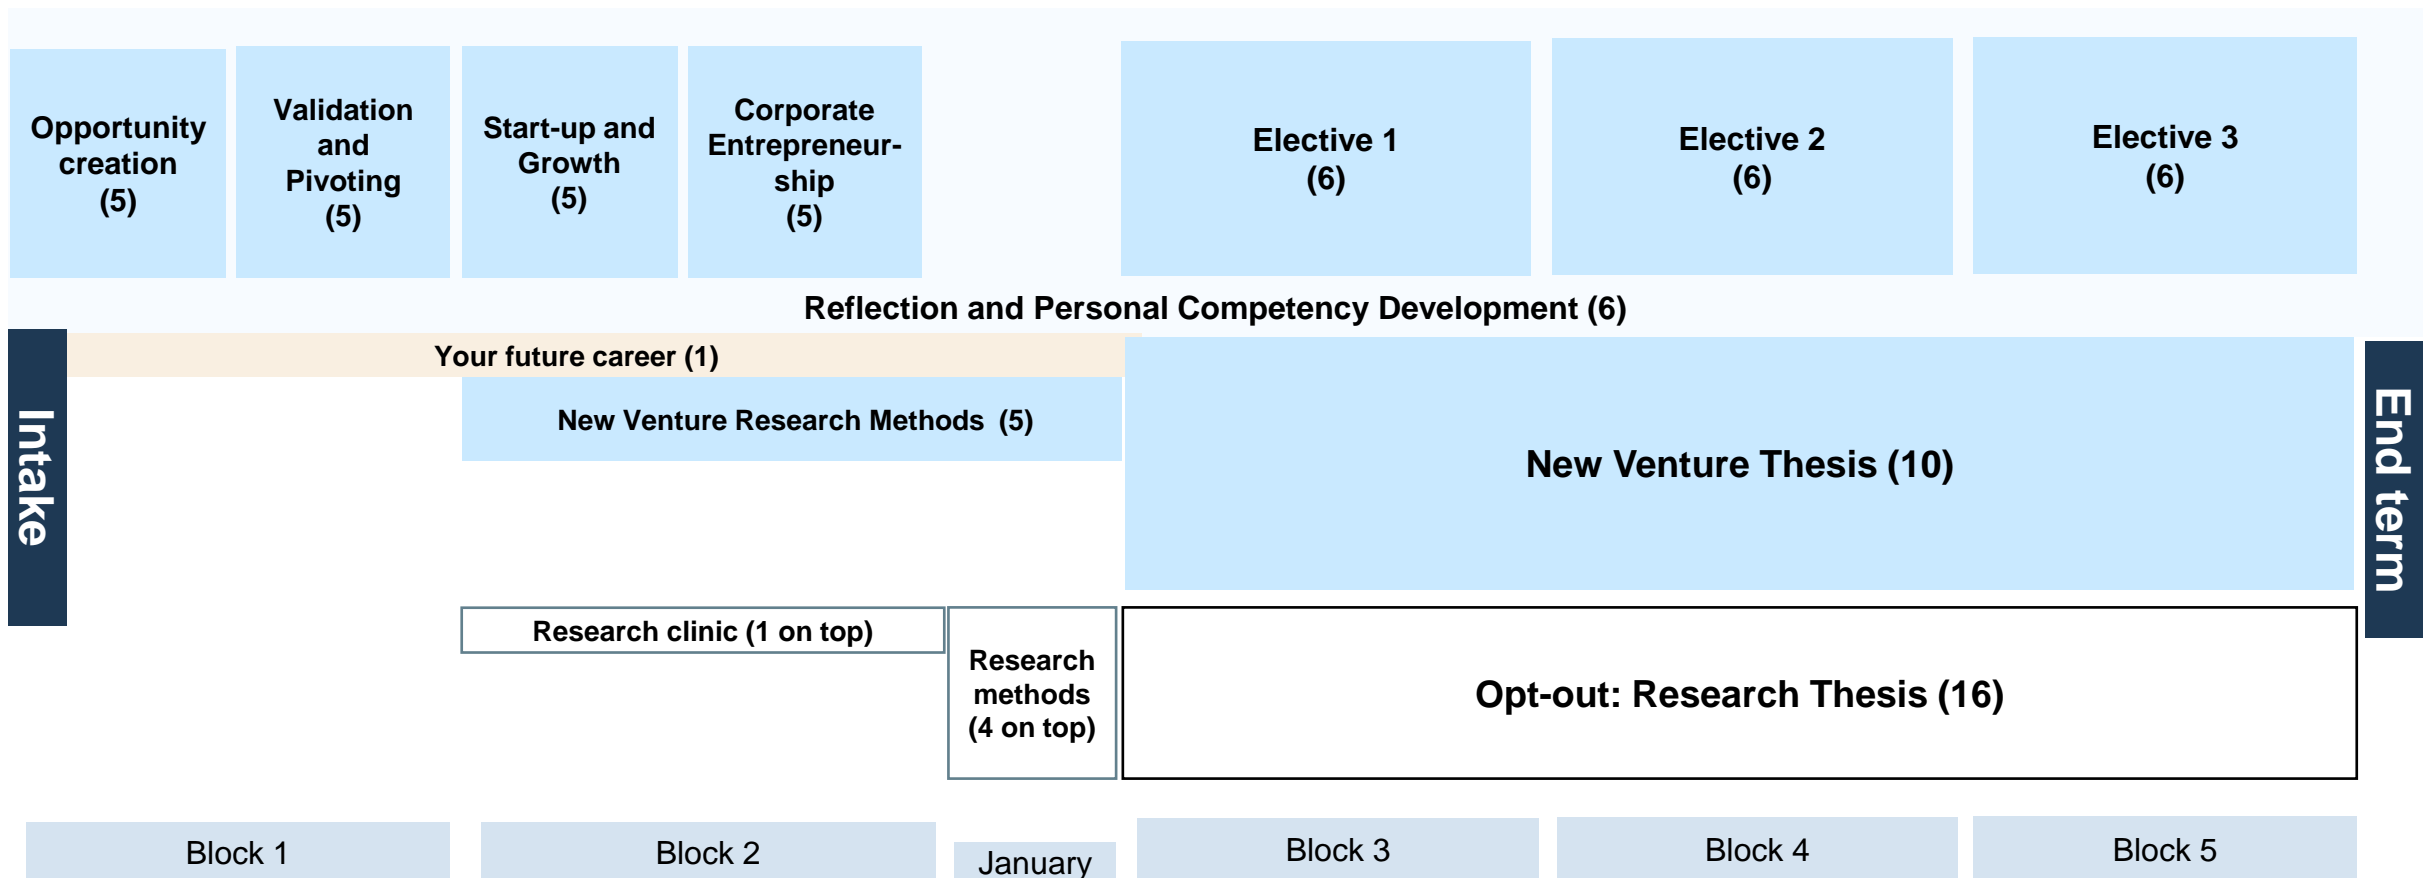 Opportunity
creation
(5)
Validation
and
Pivoting
(5)
Start-up and
Growth
(5)
Corporate
Entrepreneur-
ship
(5)
Elective 1
(6)
Elective 2
(6)
Elective 3
(6)
Reflection and Personal Competency Development (6)
Intake
Your future career (1)
New Venture Research Methods  (5)
New Venture Thesis (10)
End term
Research clinic (1 on top)
Research
methods
(4 on top)
Opt-out: Research Thesis (16)
Block 1
Block 2
January
Block 3
Block 4
Block 5